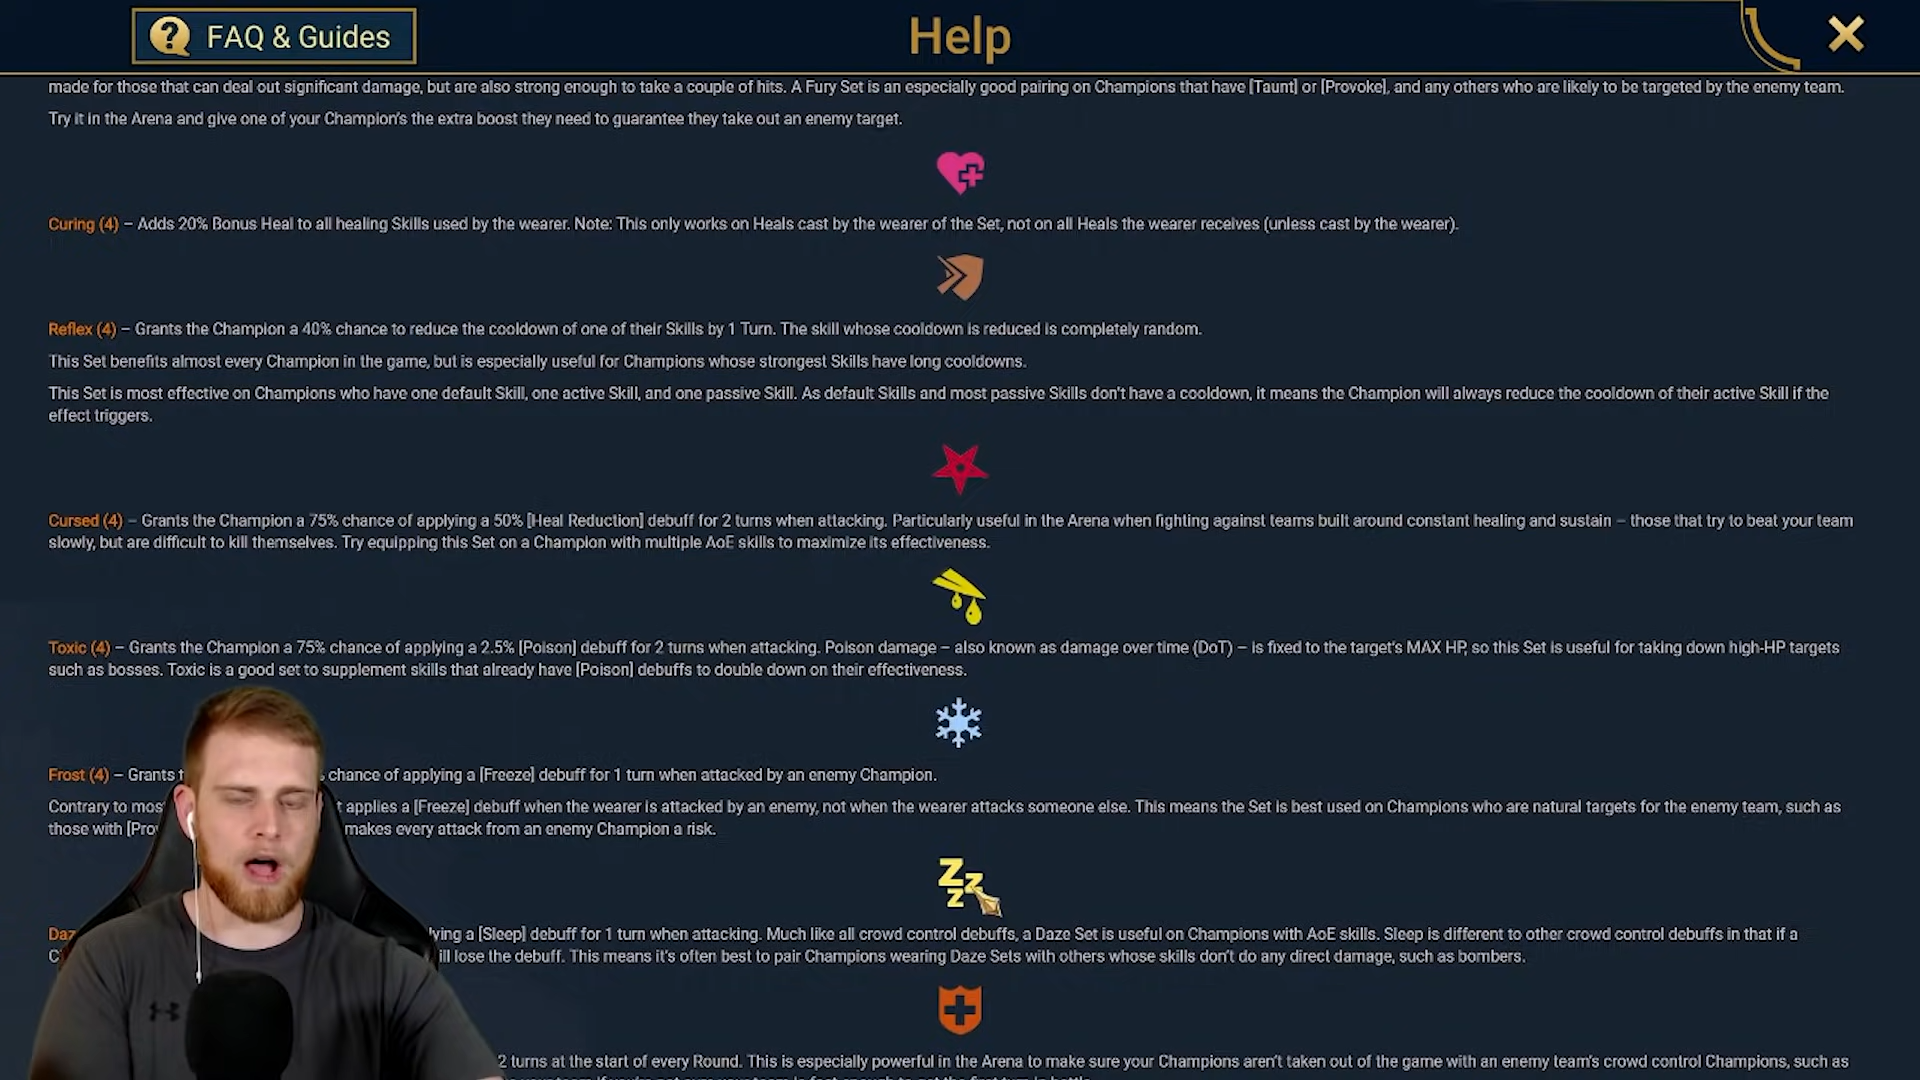 FAQ & Guides
Help
made for those that can deal out significant damage, but are also strong enough to take a couple of hits. A Fury Set is an especially good pairing on Champions that have [Taunt] or [Provoke], and any others who are likely to be targeted by the enemy team.
Try it in the Arena and give one of your Champion's the extra boost they need to guarantee they take out an enemy target.
Curing (4) – Adds 20% Bonus Heal to all healing Skills used by the wearer. Note: This only works on Heals cast by the wearer of the Set, not on all Heals the wearer receives (unless cast by the wearer).
Reflex (4) – Grants the Champion a 40% chance to reduce the cooldown of one of their Skills by 1 Turn. The skill whose cooldown is reduced is completely random.
This Set benefits almost every Champion in the game, but is especially useful for Champions whose strongest Skills have long cooldowns.
This Set is most effective on Champions who have one default Skill, one active Skill, and one passive Skill. As default Skills and most passive Skills don't have a cooldown, it means the Champion will always reduce the cooldown of their active Skill if the
effect triggers.
Cursed (4) – Grants the Champion a 75% chance of applying a 50% [Heal Reduction] debuff for 2 turns when attacking. Particularly useful in the Arena when fighting against teams built around constant healing and sustain – those that try to beat your team
slowly, but are difficult to kill themselves. Try equipping this Set on a Champion with multiple AoE skills to maximize its effectiveness.
Toxic (4) – Grants the Champion a 75% chance of applying a 2.5% [Poison] debuff for 2 turns when attacking. Poison damage – also known as damage over time (DoT) – is fixed to the target's MAX HP, so this Set is useful for taking down high-HP targets
such as bosses. Toxic is a good set to supplement skills that already have [Poison] debuffs to double down on their effectiveness.
Frost (4) – Grants chance of applying a [Freeze] debuff for 1 turn when attacked by an enemy Champion.
Contrary to applies a [Freeze] debuff when the wearer is attacked by an enemy, not when the wearer attacks someone else. This means the Set is best used on Champions who are natural targets for the enemy team, such as
those with makes every attack from an enemy Champion a risk.
a [Sleep] debuff for 1 turn when attacking. Much like all crowd control debuffs, a Daze Set is useful on Champions with AoE skills. Sleep is different to other crowd control debuffs in that if a
lose the debuff. This means it's often best to pair Champions wearing Daze Sets with others whose skills don't do any direct damage, such as bombers.
2 turns at the start of every Round. This is especially powerful in the Arena to make sure your Champions aren't taken out of the game with an enemy team's crowd control Champions, such as